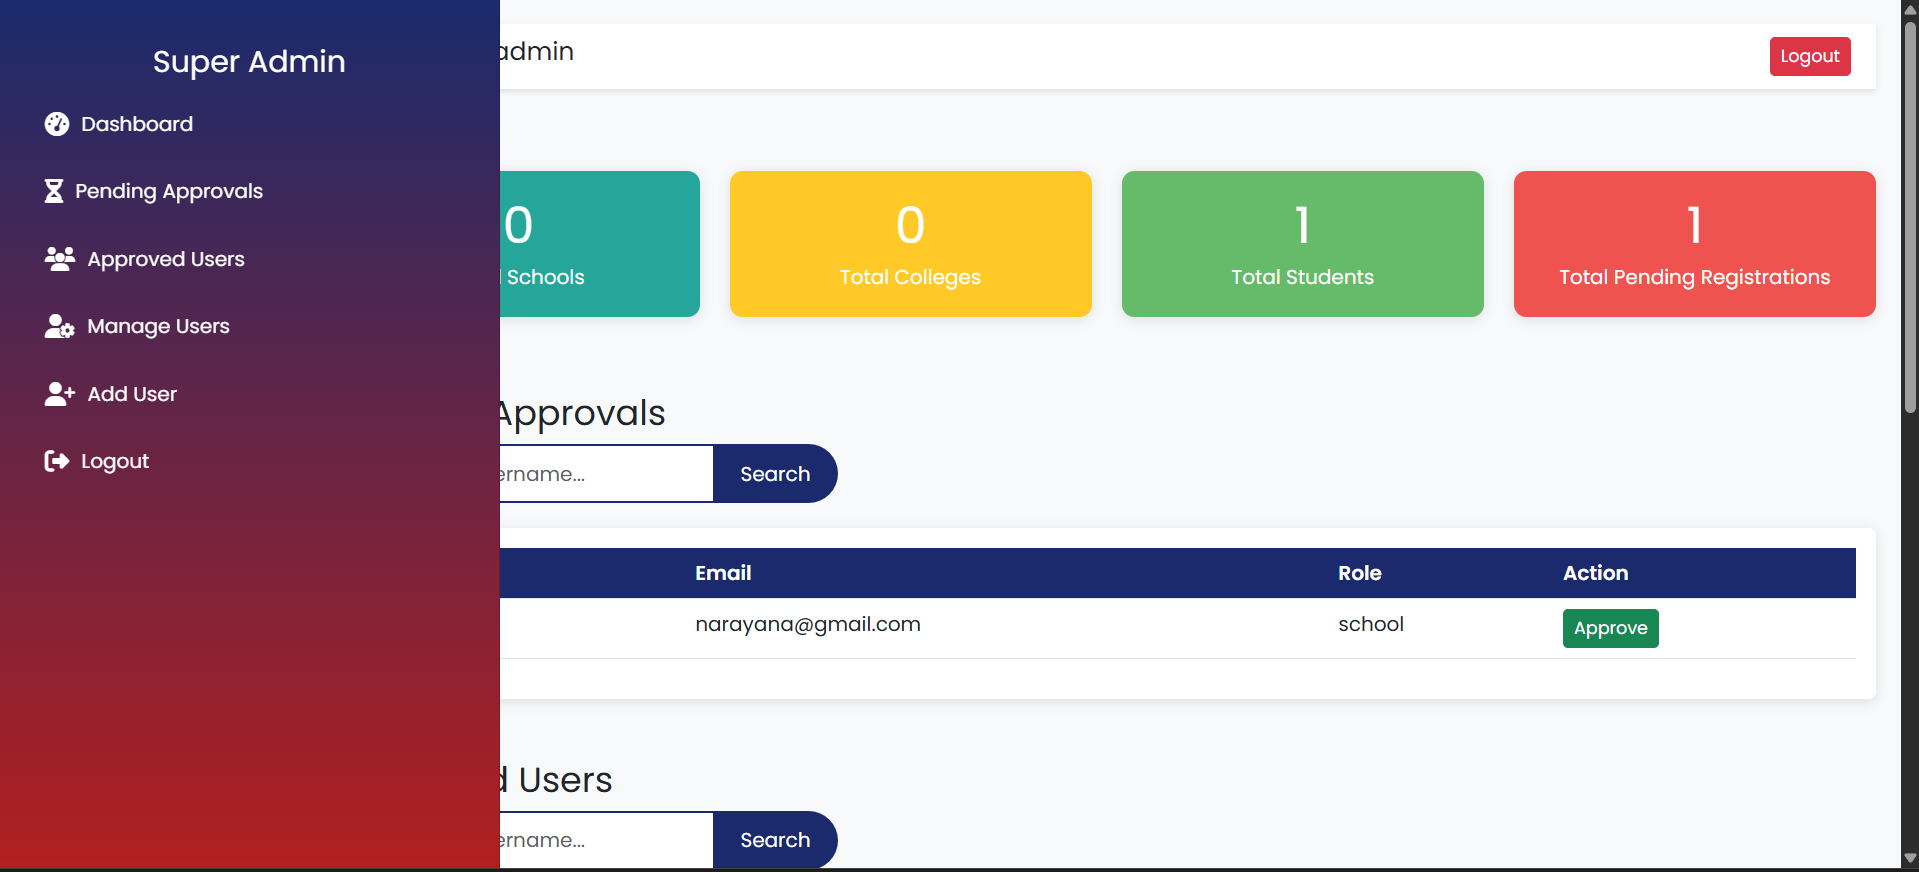 Super Admin
Dashboard
Pending Approvals
Approved Users
Manage Users
Add User
Logout
admin
Logout
0
Schools
0
Total Colleges
1
Total Students
1
Total Pending Registrations
Approvals
ername...
Search
Email Role Action
narayana@gmail.com school Approve
d Users
ername...
Search